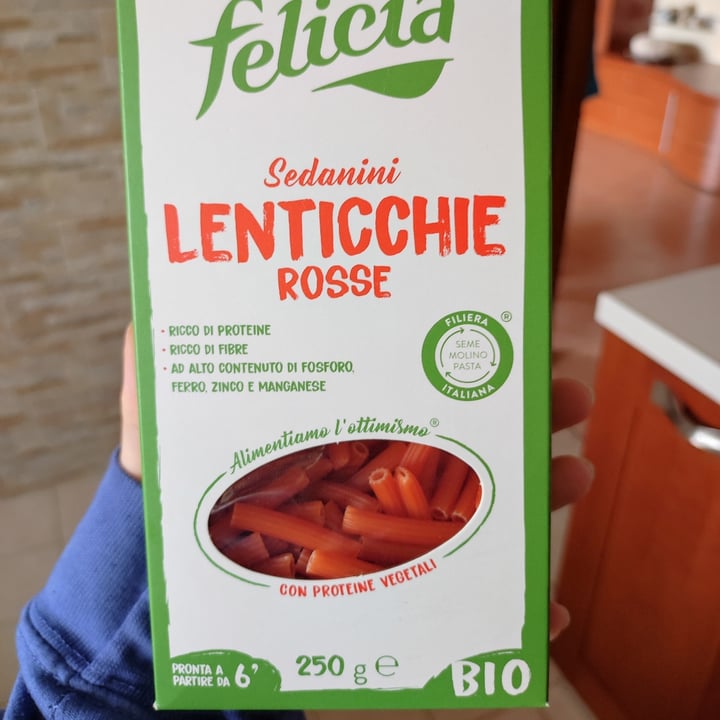 felicia
Sedanini
LENTICCHIE
ROSSE
• RICCO DI PROTEINE
• RICCO DI FIBRE
• AD ALTO CONTENUTO DI FOSFORO,
FERRO, ZINCO E MANGANESE
FILIERA ®
SEME
MOLINO
PASTA
ITALIANA
Alimentiamo l'ottimismo®
CON PROTEINE VEGETALI
PRONTA A
PARTIRE DA 6'
250 g ℮
BIO